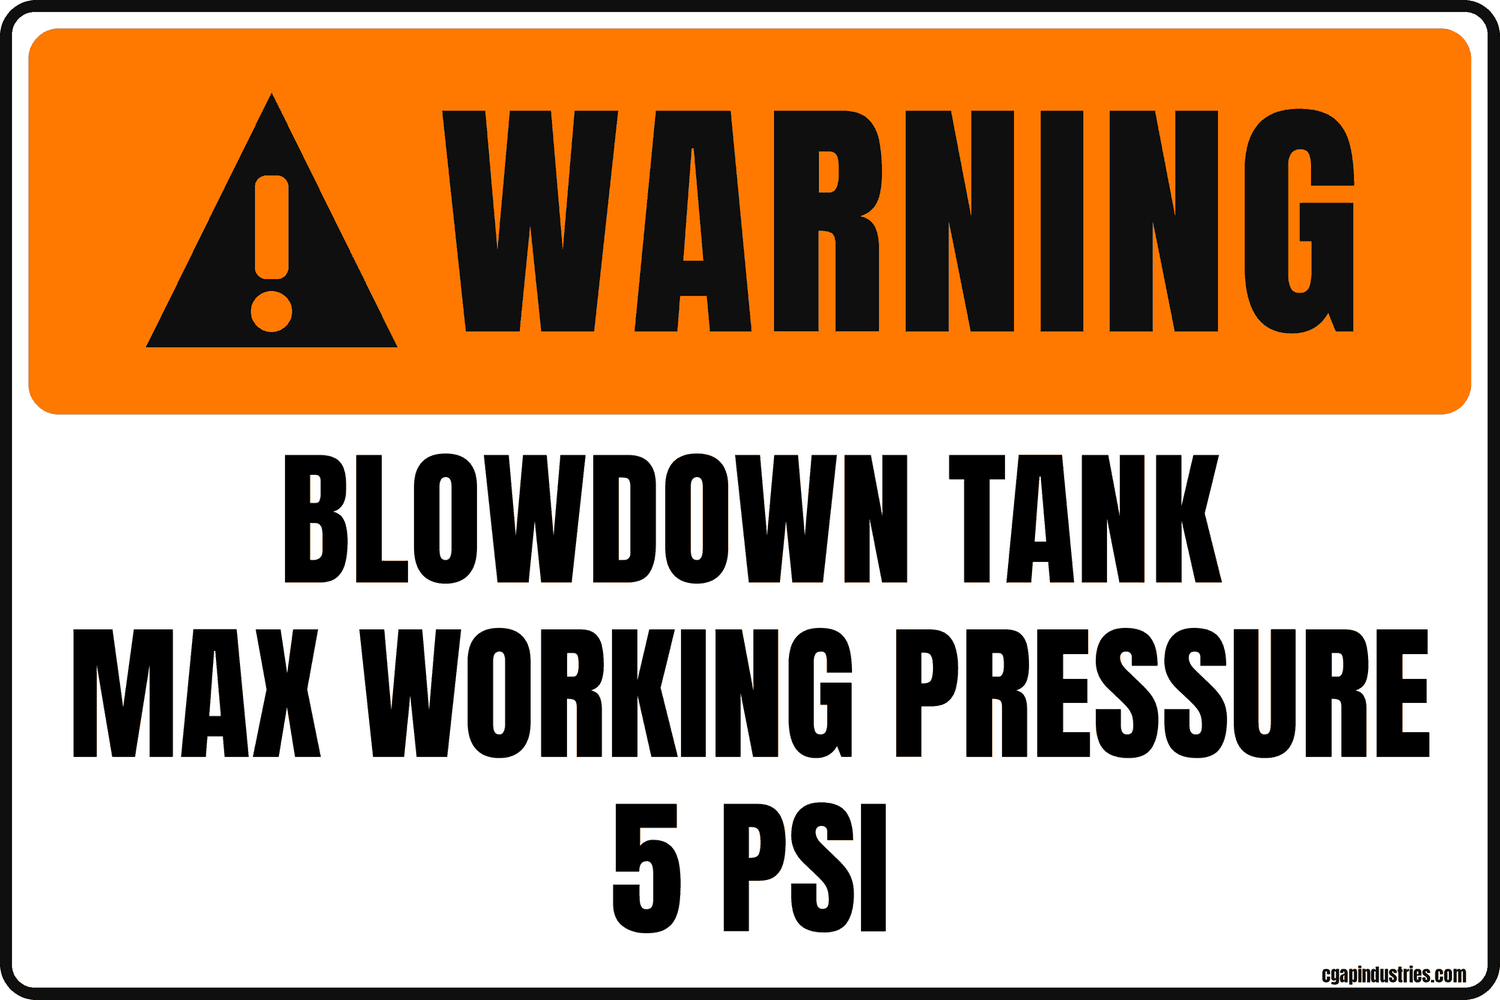 WARNING
BLOWDOWN TANK
MAX WORKING PRESSURE
5 PSI
cgapindustries.com